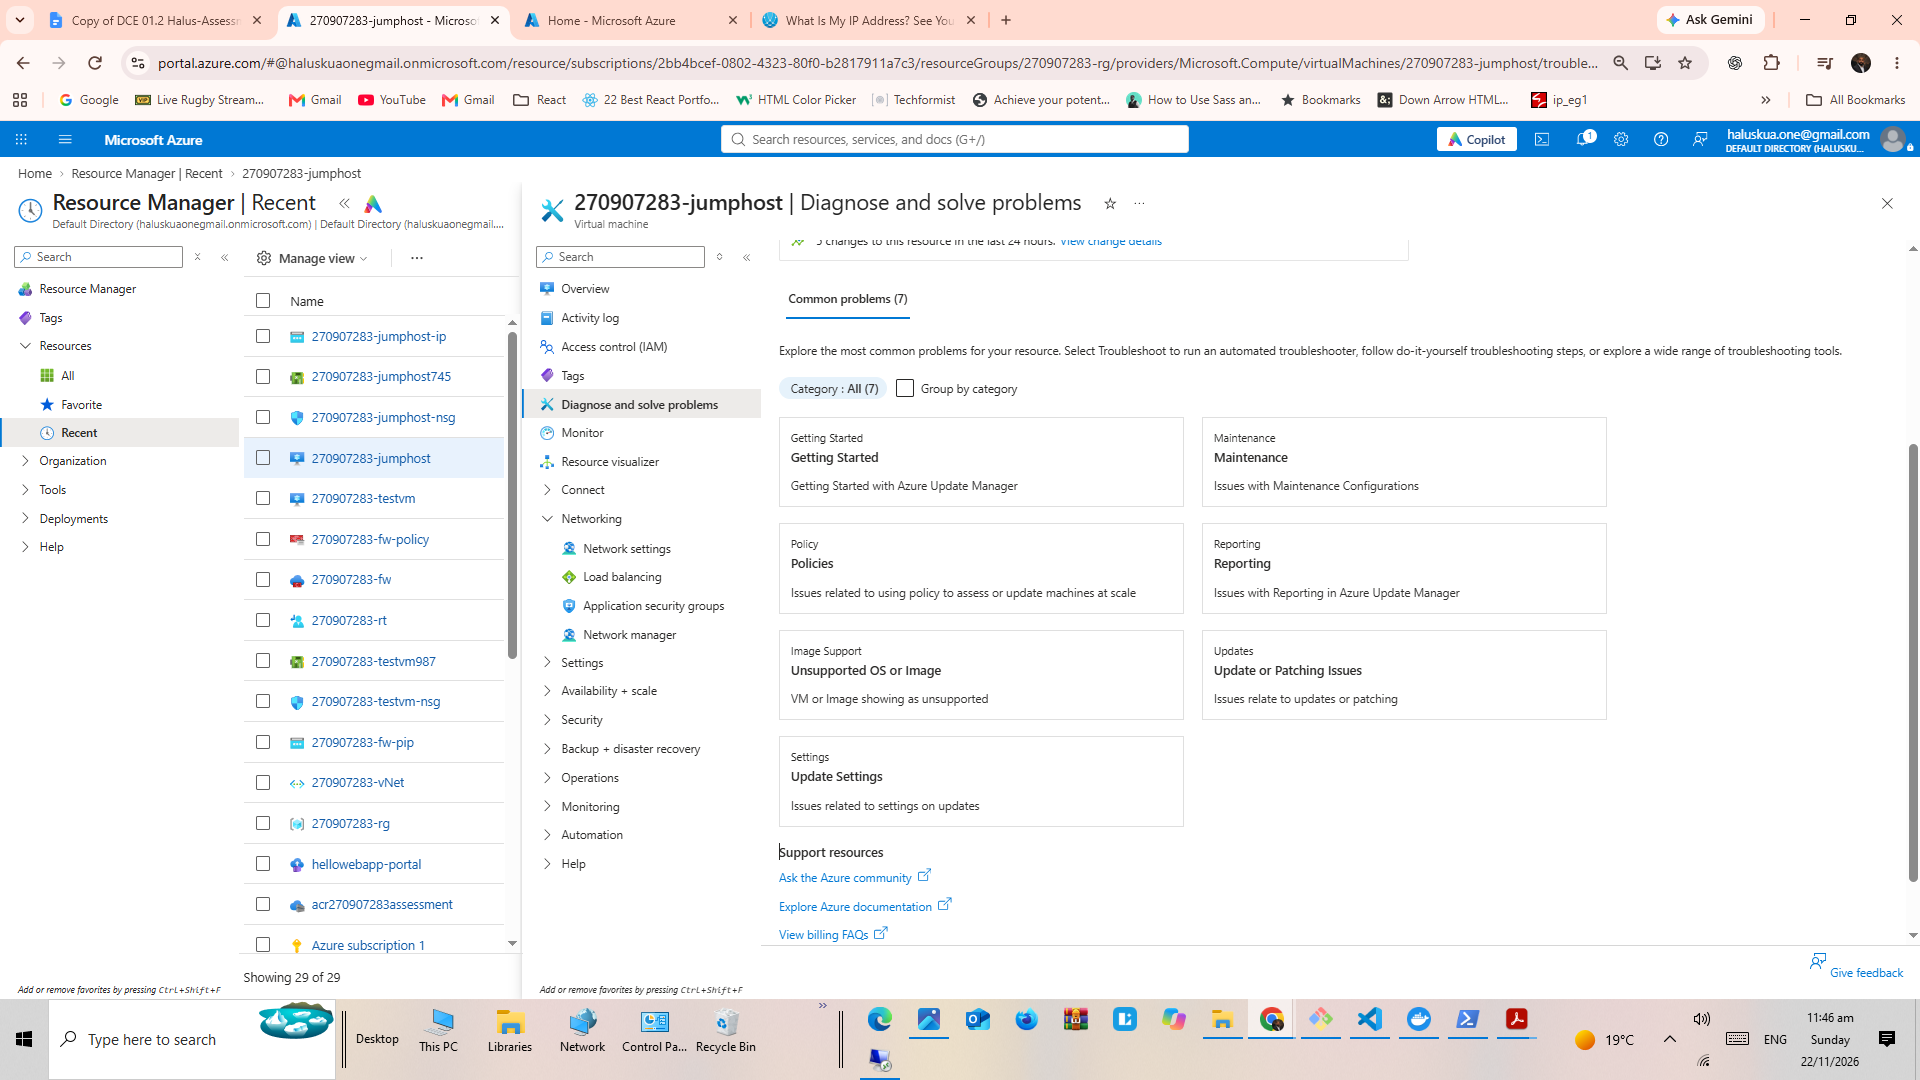 Copy of DCE 01.2 Halus-Assessm
270907283-jumphost - Microsof
Home - Microsoft Azure
What Is My IP Address? See You
Ask Gemini
portal.azure.com/#@haluskuaonegmail.onmicrosoft.com/resource/subscriptions/2bb4bcef-0802-4323-80f0-b2817911a7c3/resourceGroups/270907283-rg/providers/Microsoft.Compute/virtualMachines/270907283-jumphost/trouble...
Google
Live Rugby Stream...
Gmail
YouTube
Gmail
React
22 Best React Portfo...
HTML Color Picker
Techformist
Achieve your potent...
How to Use Sass an...
Bookmarks
Down Arrow HTML...
ip_eg1
All Bookmarks
Microsoft Azure
Search resources, services, and docs (G+/)
Copilot
1
haluskua.one@gmail.com
DEFAULT DIRECTORY (HALUSKU...
Home
Resource Manager | Recent
270907283-jumphost
Resource Manager | Recent
Default Directory (haluskuaonegmail.onmicrosoft.com) | Default Directory (haluskuaonegmail....
Search
Resource Manager
Tags
Resources
All
Favorite
Recent
Organization
Tools
Deployments
Help
Add or remove favorites by pressing Ctrl+Shift+F
Manage view
Name
270907283-jumphost-ip
270907283-jumphost745
270907283-jumphost-nsg
270907283-jumphost
270907283-testvm
270907283-fw-policy
270907283-fw
270907283-rt
270907283-testvm987
270907283-testvm-nsg
270907283-fw-pip
270907283-vNet
270907283-rg
hellowebapp-portal
acr270907283assessment
Azure subscription 1
Showing 29 of 29
270907283-jumphost | Diagnose and solve problems
Virtual machine
Search
Overview
Activity log
Access control (IAM)
Tags
Diagnose and solve problems
Monitor
Resource visualizer
Connect
Networking
Network settings
Load balancing
Application security groups
Network manager
Settings
Availability + scale
Security
Backup + disaster recovery
Operations
Monitoring
Automation
Help
Add or remove favorites by pressing Ctrl+Shift+F
5 changes to this resource in the last 24 hours. View change details
Common problems (7)
Explore the most common problems for your resource. Select Troubleshoot to run an automated troubleshooter, follow do-it-yourself troubleshooting steps, or explore a wide range of troubleshooting tools.
Category : All (7)
Group by category
Getting Started
Getting Started
Getting Started with Azure Update Manager
Maintenance
Maintenance
Issues with Maintenance Configurations
Policy
Policies
Issues related to using policy to assess or update machines at scale
Reporting
Reporting
Issues with Reporting in Azure Update Manager
Image Support
Unsupported OS or Image
VM or Image showing as unsupported
Updates
Update or Patching Issues
Issues relate to updates or patching
Settings
Update Settings
Issues related to settings on updates
Support resources
Ask the Azure community
Explore Azure documentation
View billing FAQs
Give feedback
Type here to search
Desktop
This PC
Libraries
Network
Control Pa...
Recycle Bin
19°C
ENG
11:46 am
Sunday
22/11/2026